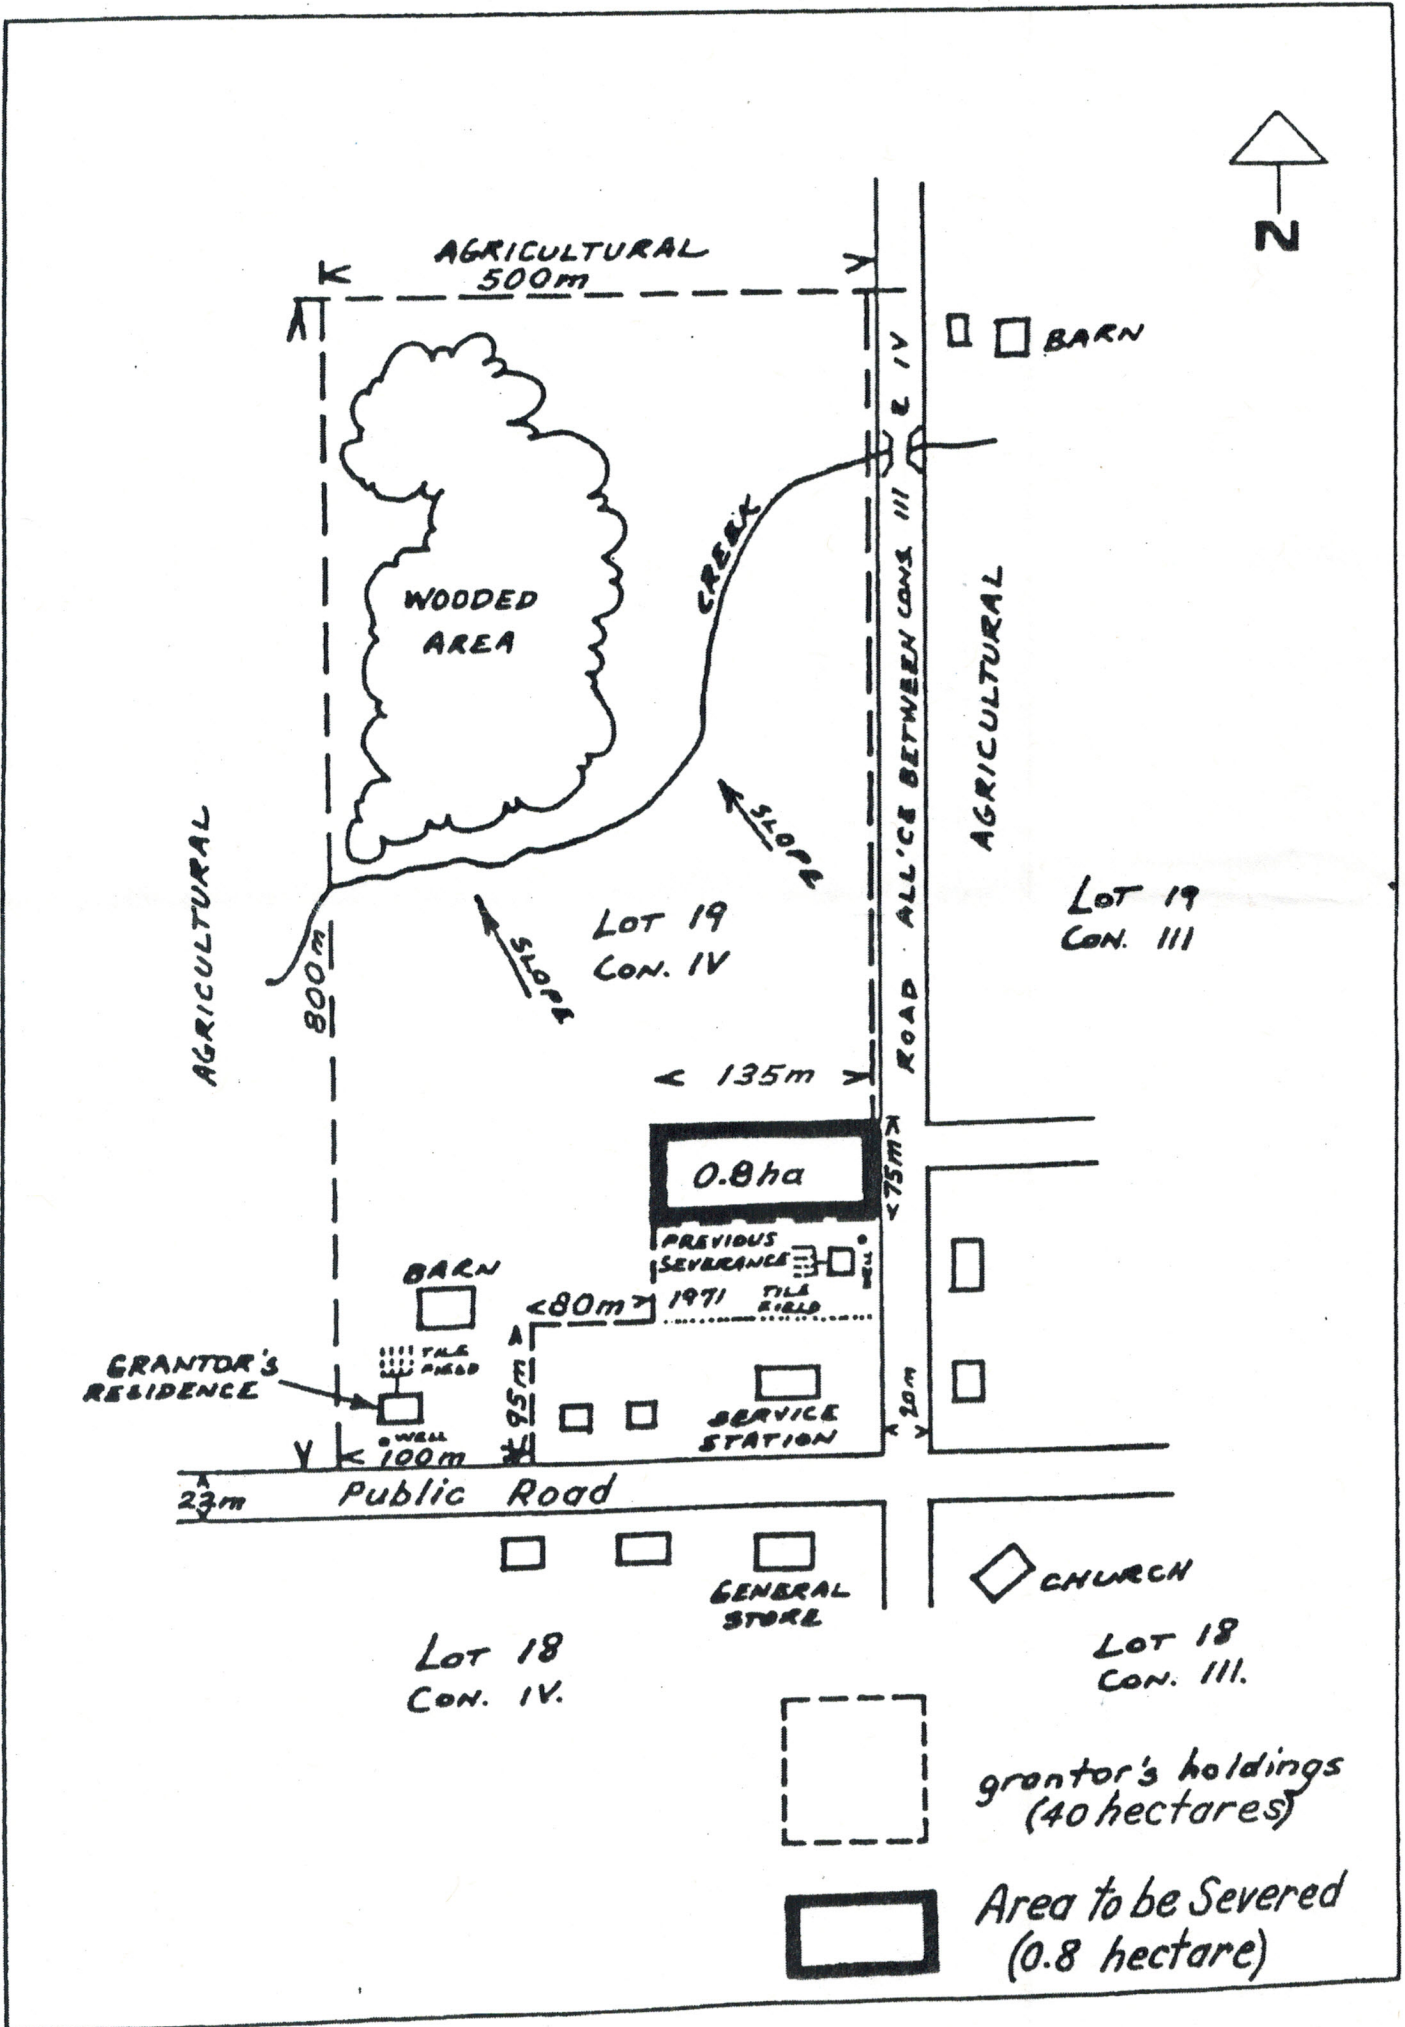 N
AGRICULTURAL
500m
BARN
ROAD ALL'CE BETWEEN CONS III & IV
CREEK
WOODED
AREA
AGRICULTURAL
SLOPE
AGRICULTURAL
800m
SLOPE
LOT 19
CON. IV
LOT 19
CON. III
135m
0.8ha
75m
PREVIOUS
SEVERANCE
1971
TILE
FIELD
WELL
BARN
80m
TILE
FIELD
GRANTOR'S
RESIDENCE
WELL
100m
95m
SERVICE
STATION
20m
23m
Public Road
GENERAL
STORE
CHURCH
LOT 18
CON. IV.
LOT 18
CON. III.
grantor's holdings
(40 hectares)
Area to be Severed
(0.8 hectare)